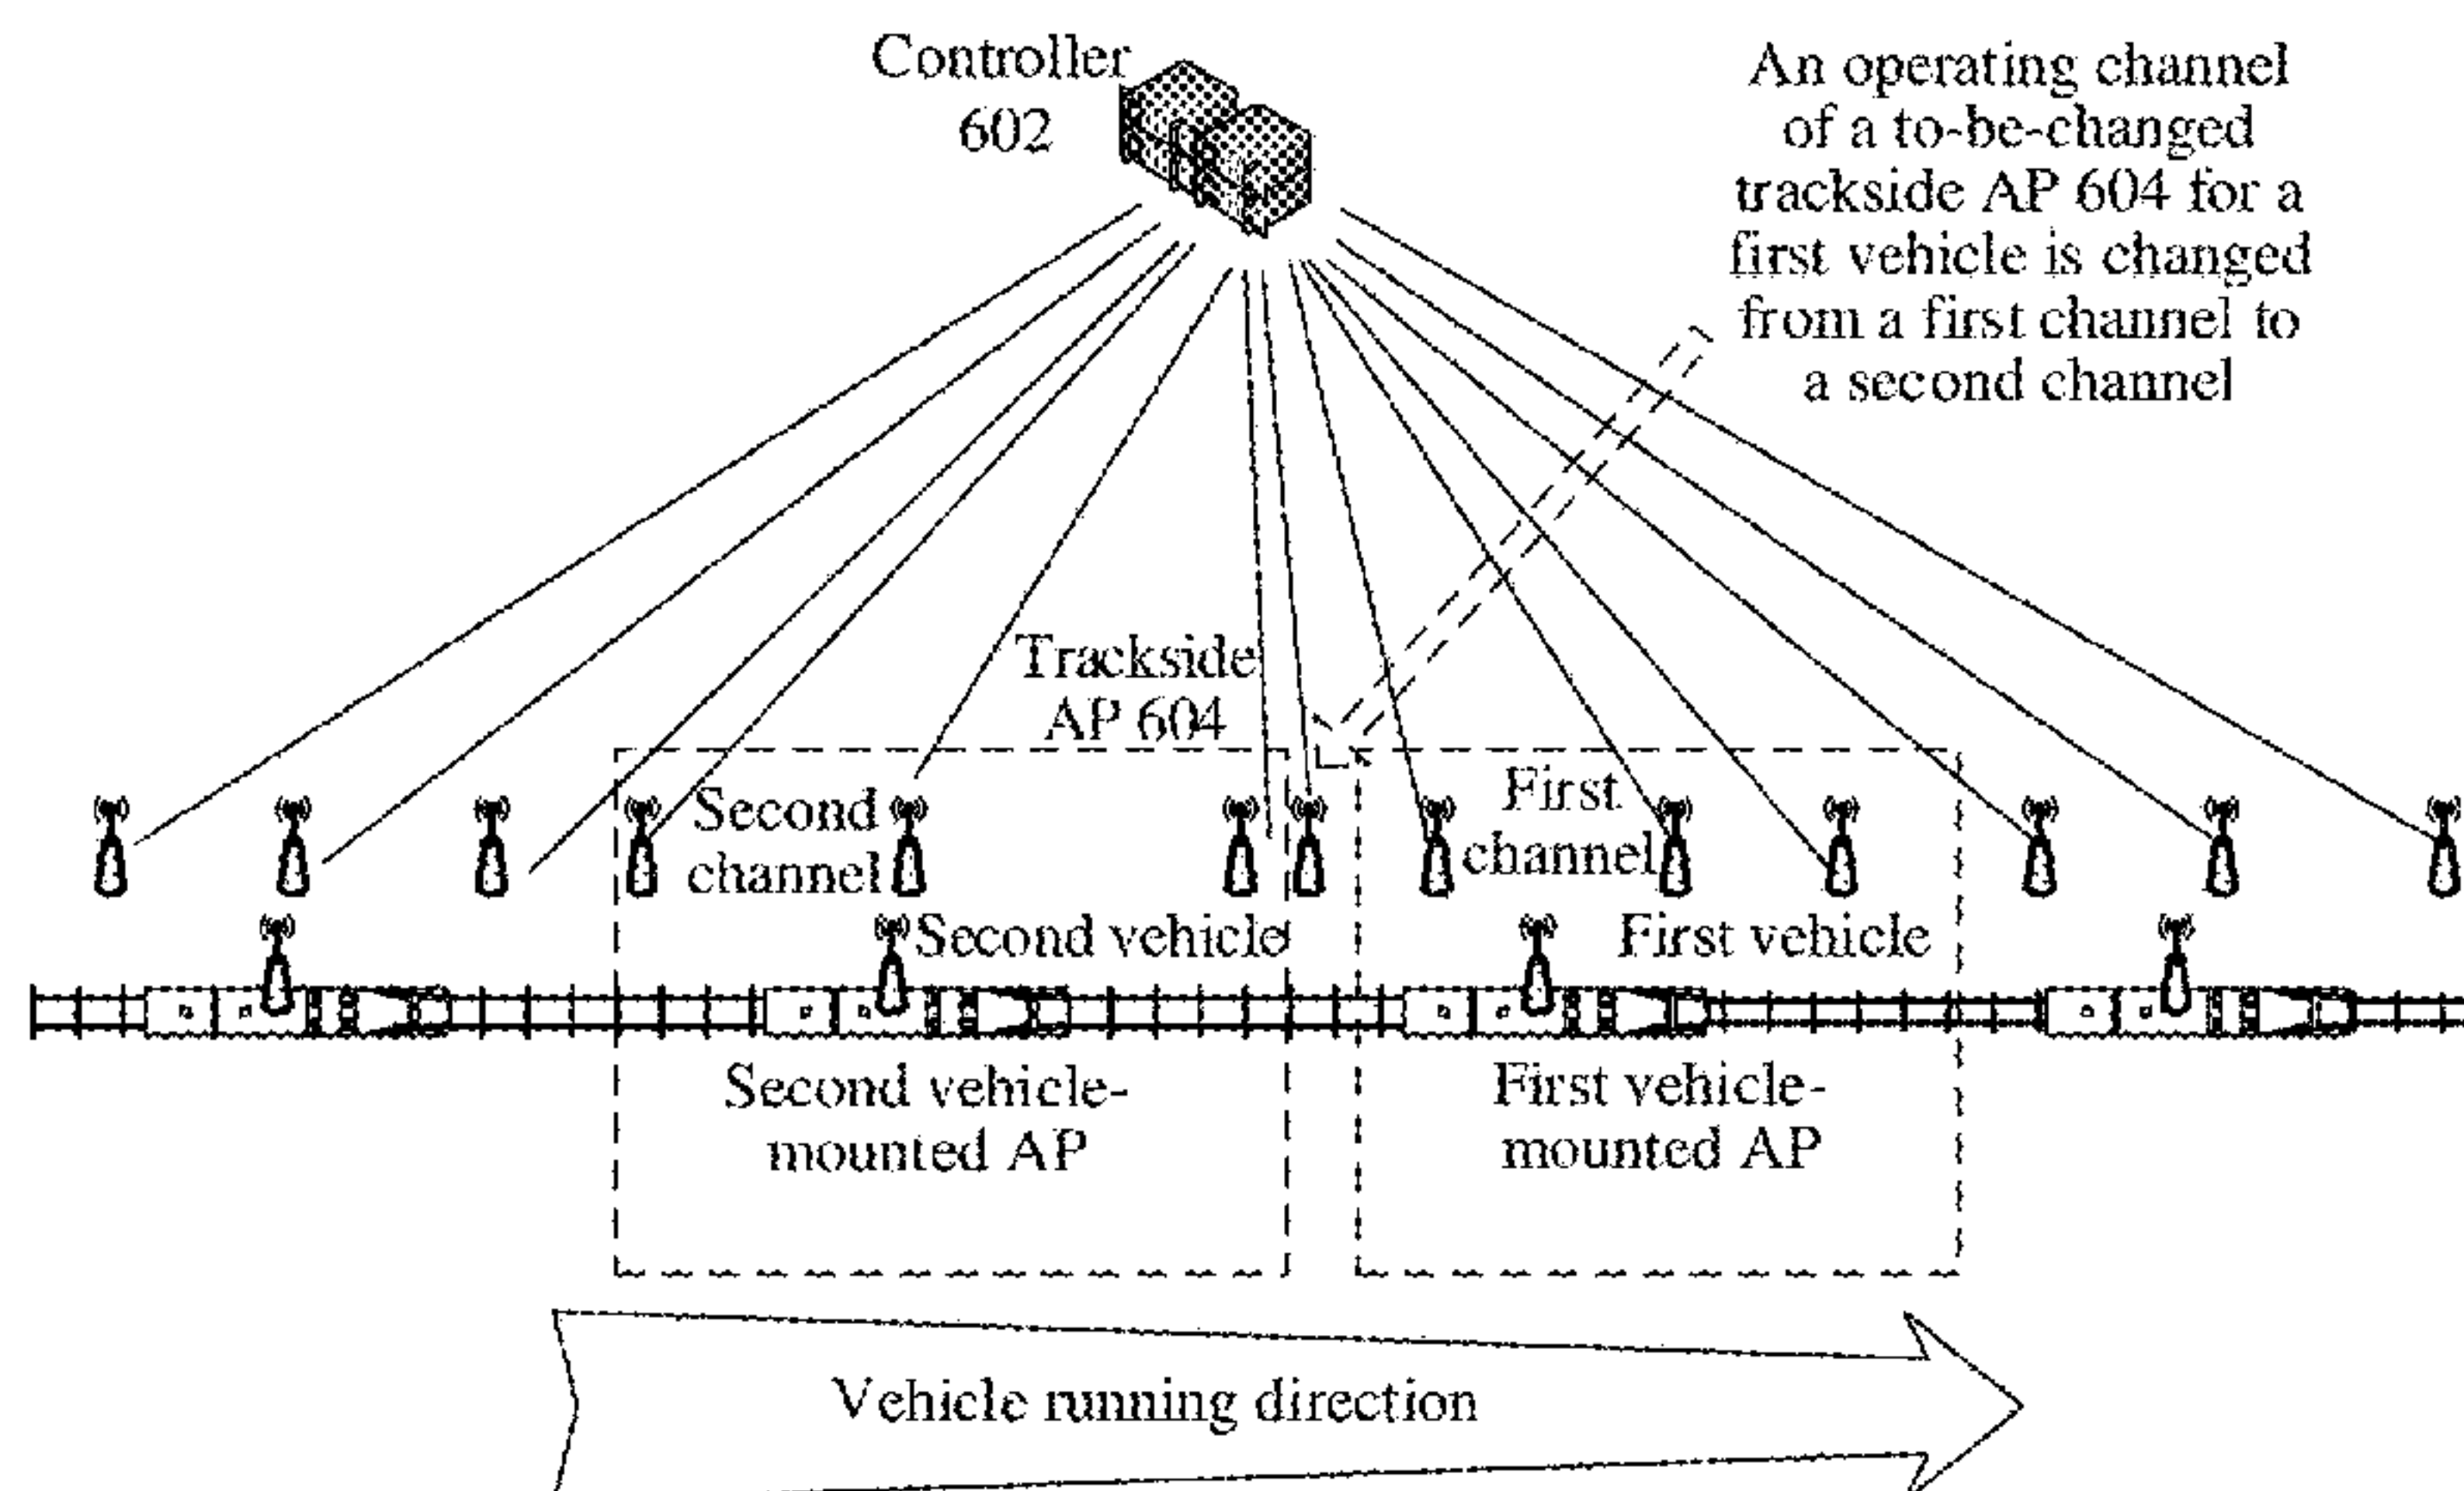 Controller
602
An operating channel
of a to-be-changed
trackside AP 604 for a
first vehicle is changed
from a first channel to
a second channel
Trackside
AP 604
Second
channel
First
channel
Second vehicle
First vehicle
Second vehicle-
mounted AP
First vehicle-
mounted AP
Vehicle running direction